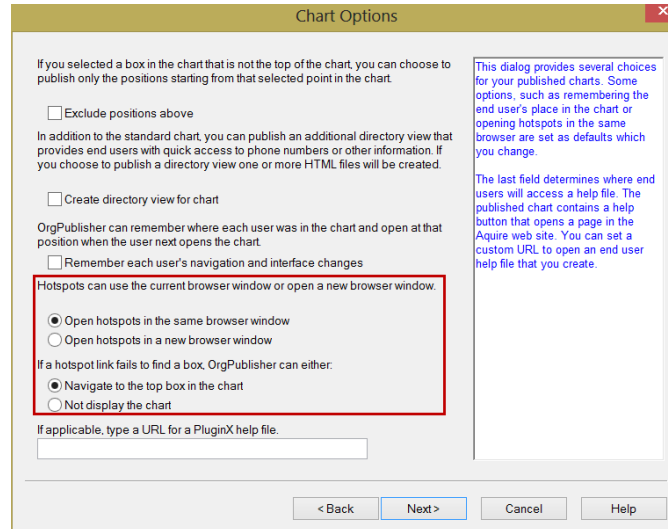 Chart Options
If you selected a box in the chart that is not the top of the chart, you can choose to
publish only the positions starting from that selected point in the chart.
Exclude positions above
In addition to the standard chart, you can publish an additional directory view that
provides end users with quick access to phone numbers or other information. If
you choose to publish a directory view one or more HTML files will be created.
Create directory view for chart
OrgPublisher can remember where each user was in the chart and open at that
position when the user next opens the chart.
Remember each user's navigation and interface changes
Hotspots can use the current browser window or open a new browser window.
Open hotspots in the same browser window
Open hotspots in a new browser window
If a hotspot link fails to find a box, OrgPublisher can either:
Navigate to the top box in the chart
Not display the chart
If applicable, type a URL for a PluginX help file.
This dialog provides several choices
for your published charts. Some
options, such as remembering the
end user's place in the chart or
opening hotspots in the same
browser are set as defaults which
you change.
The last field determines where end
users will access a help file. The
published chart contains a help
button that opens a page in the
Aquire web site. You can set a
custom URL to open an end user
help file that you create.
< Back
Next >
Cancel
Help